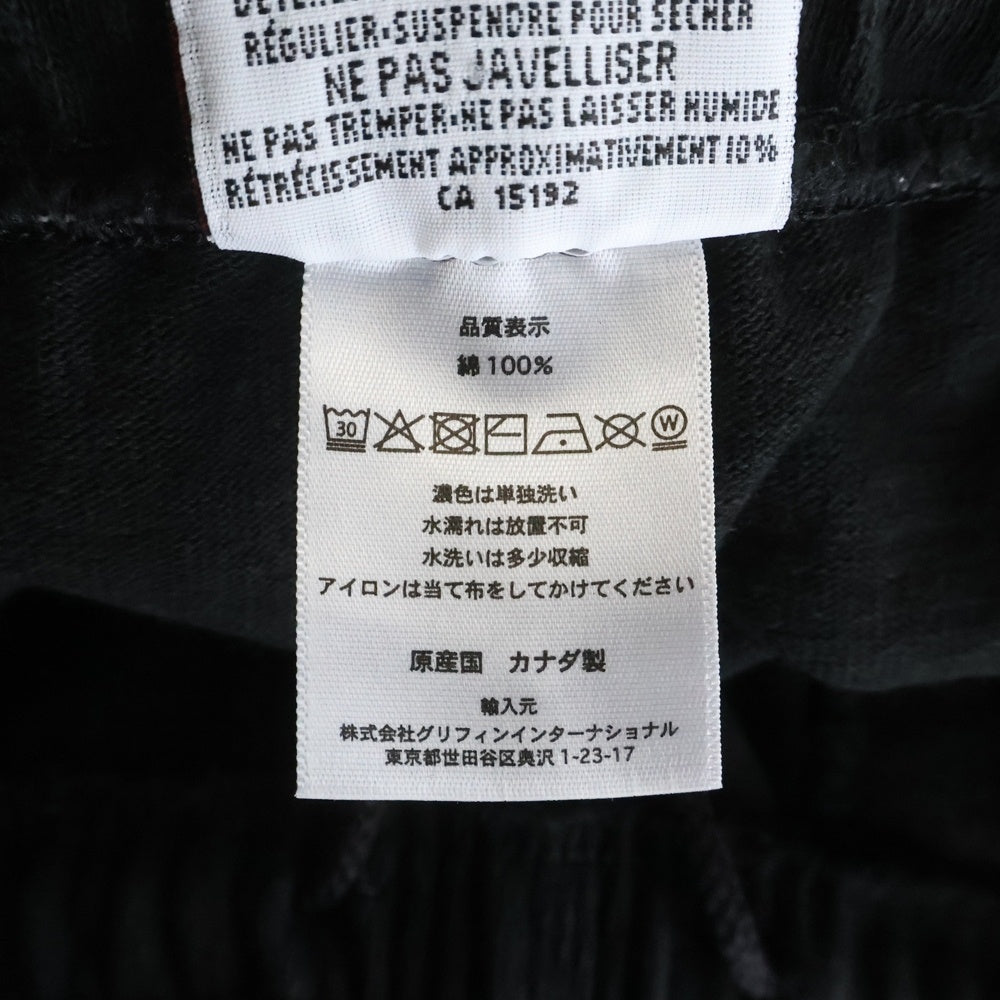 RÉGULIER•SUSPENDRE POUR SÉCHER
NE PAS JAVELLISER
NE PAS TREMPER•NE PAS LAISSER HUMIDE
RÉTRÉCISSEMENT APPROXIMATIVEMENT 10%
CA 15192
品質表示
綿100%
30 W
濃色は単独洗い
水濡れは放置不可
水洗いは多少収縮
アイロンは当て布をしてかけてください
原産国 カナダ製
輸入元
株式会社グリフィンインターナショナル
東京都世田谷区奥沢1-23-17